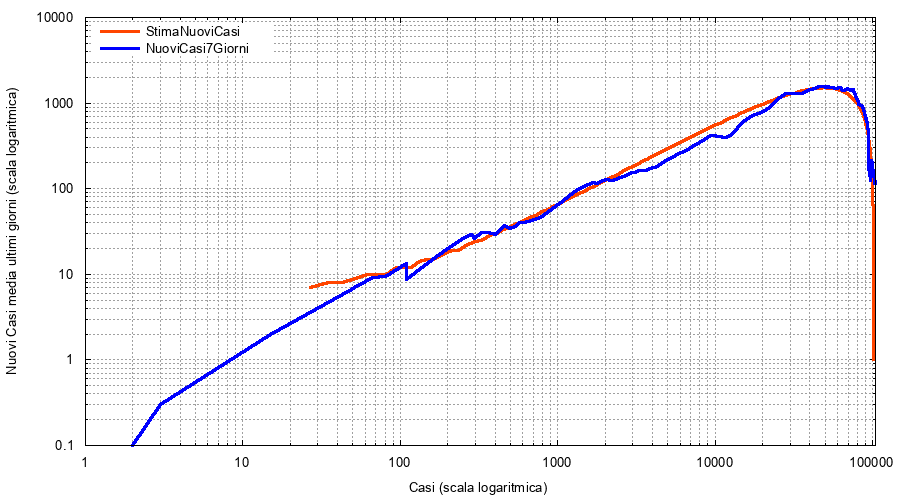 10000
1000
100
10
1
0.1
StimaNuoviCasi
NuoviCasi7Giorni
Nuovi Casi media ultimi giorni (scala logaritmica)
1 10 100 1000 10000 100000
Casi (scala logaritmica)